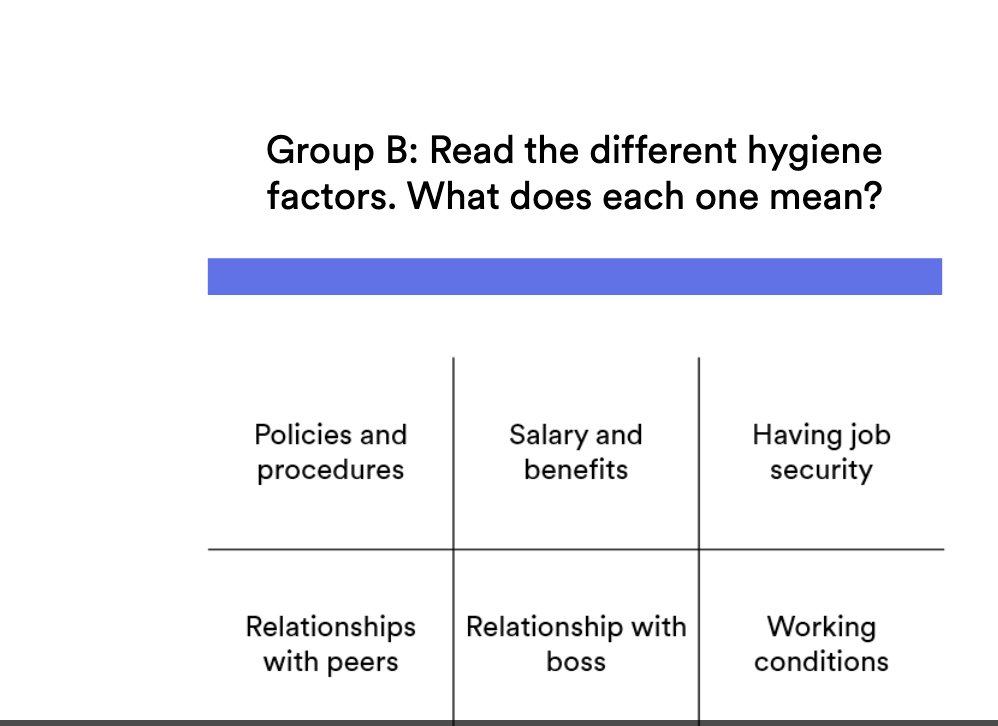 Group B: Read the different hygiene
factors. What does each one mean?
Policies and
procedures
Salary and
benefits
Having job
security
Relationships
with peers
Relationship with
boss
Working
conditions